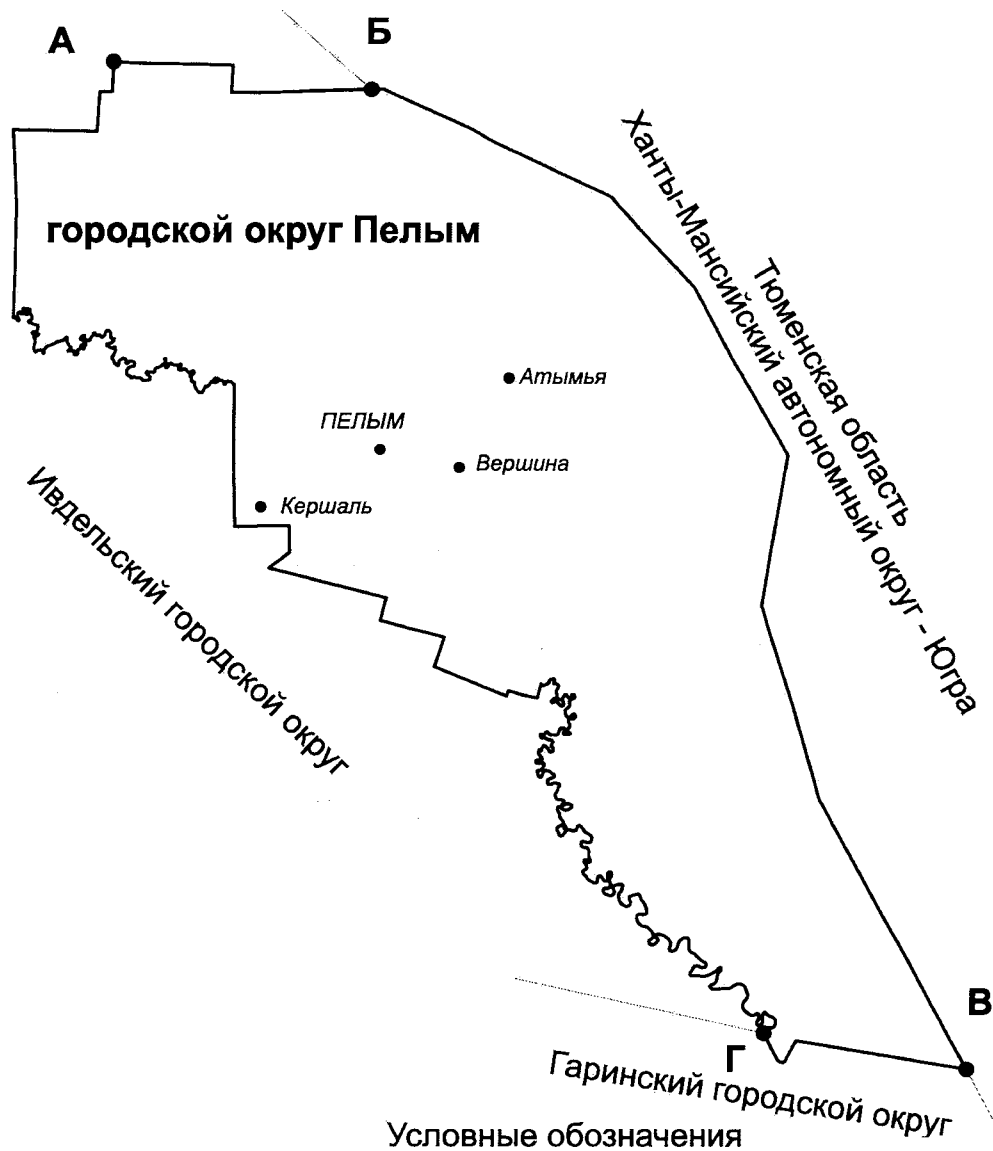 А
Б
городской округ Пелым
Тюменская область
Ханты-Мансийский автономный округ - Югра
Атымья
ПЕЛЫМ
Вершина
Кершаль
Ивдельский городской округ
В
Г
Гаринский городской округ
Условные обозначения